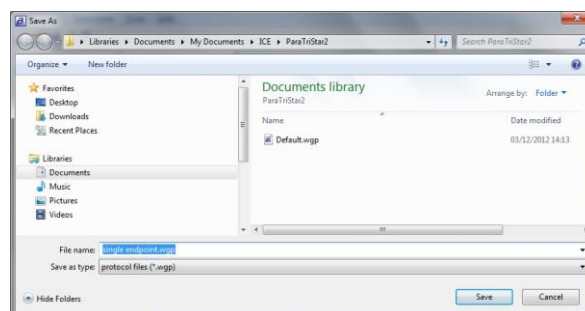 Save As
Libraries ▸ Documents ▸ My Documents ▸ ICE ▸ ParaTriStar2
Search ParaTriStar2
Organize ▾ New folder
Favorites
Desktop
Downloads
Recent Places
Libraries
Documents
Music
Pictures
Videos
Documents library
ParaTriStar2
Arrange by: Folder ▾
Name Date modified
Default.wgp 03/12/2012 14:13
File name: single endpoint.wgp
Save as type: protocol files (*.wgp)
Hide Folders
Save Cancel